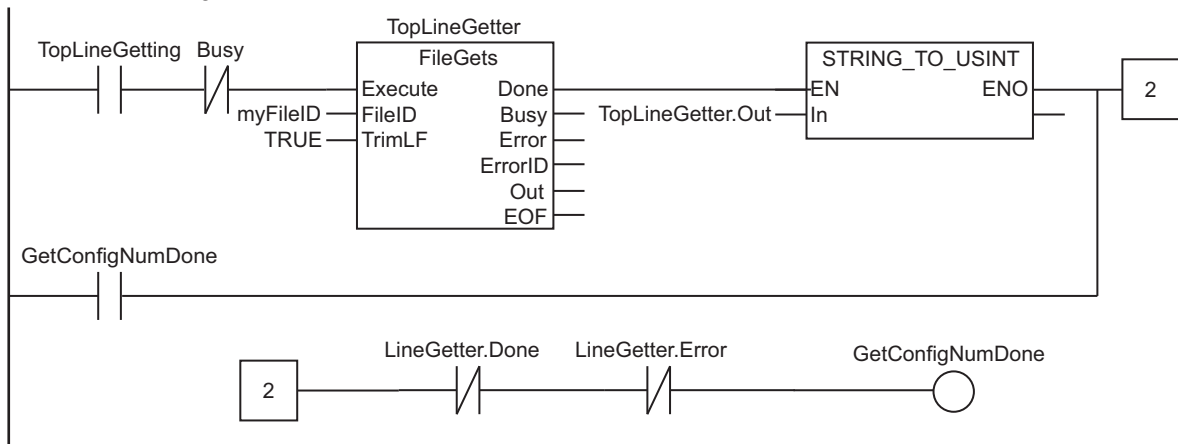 TopLineGetter
TopLineGetting Busy FileGets STRING_TO_USINT
Execute Done EN ENO 2
myFileID FileID Busy TopLineGetter.Out In
TRUE TrimLF Error
ErrorID
Out
EOF
GetConfigNumDone
LineGetter.Done LineGetter.Error GetConfigNumDone
2